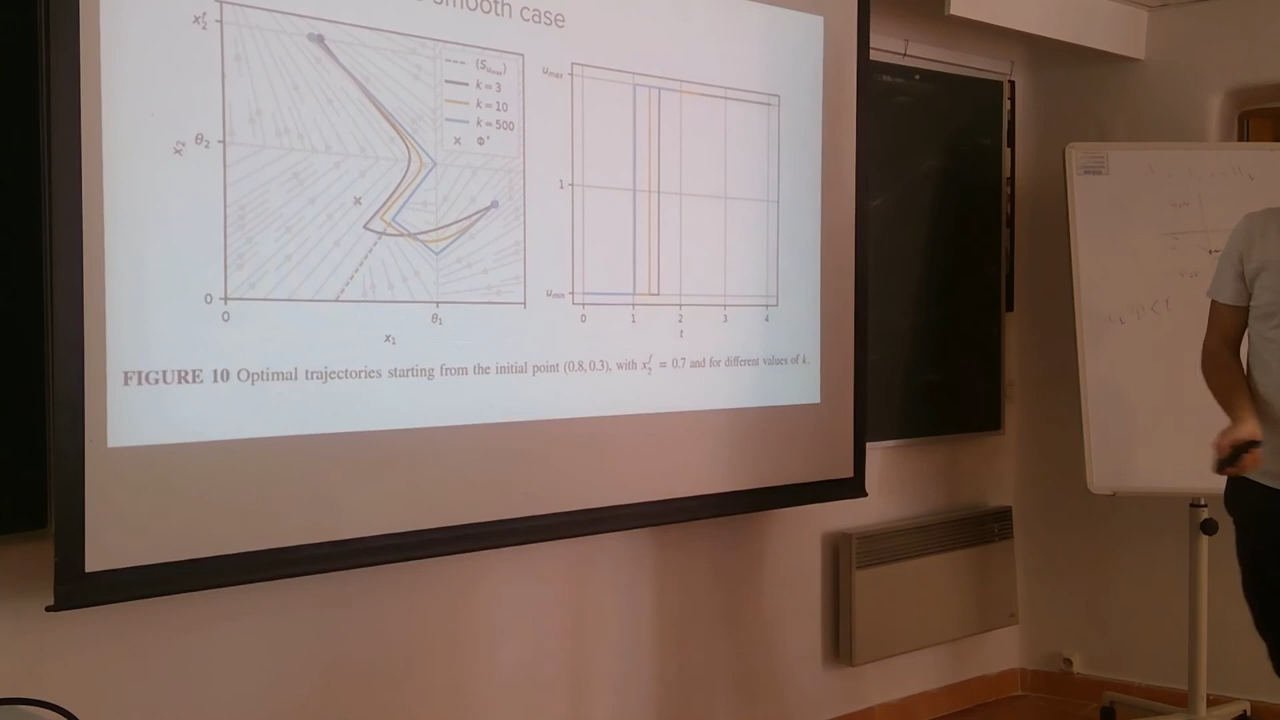 smooth case
x₂ᶠ
θ₂
x₂
0
0
θ₁
x₁
(S_{u_max})
k = 3
k = 10
k = 500
Φ*
u_max
1
u_min
0 1 2 3 4
t
FIGURE 10 Optimal trajectories starting from the initial point (0.8, 0.3), with x₂ᶠ = 0.7 and for different values of k.